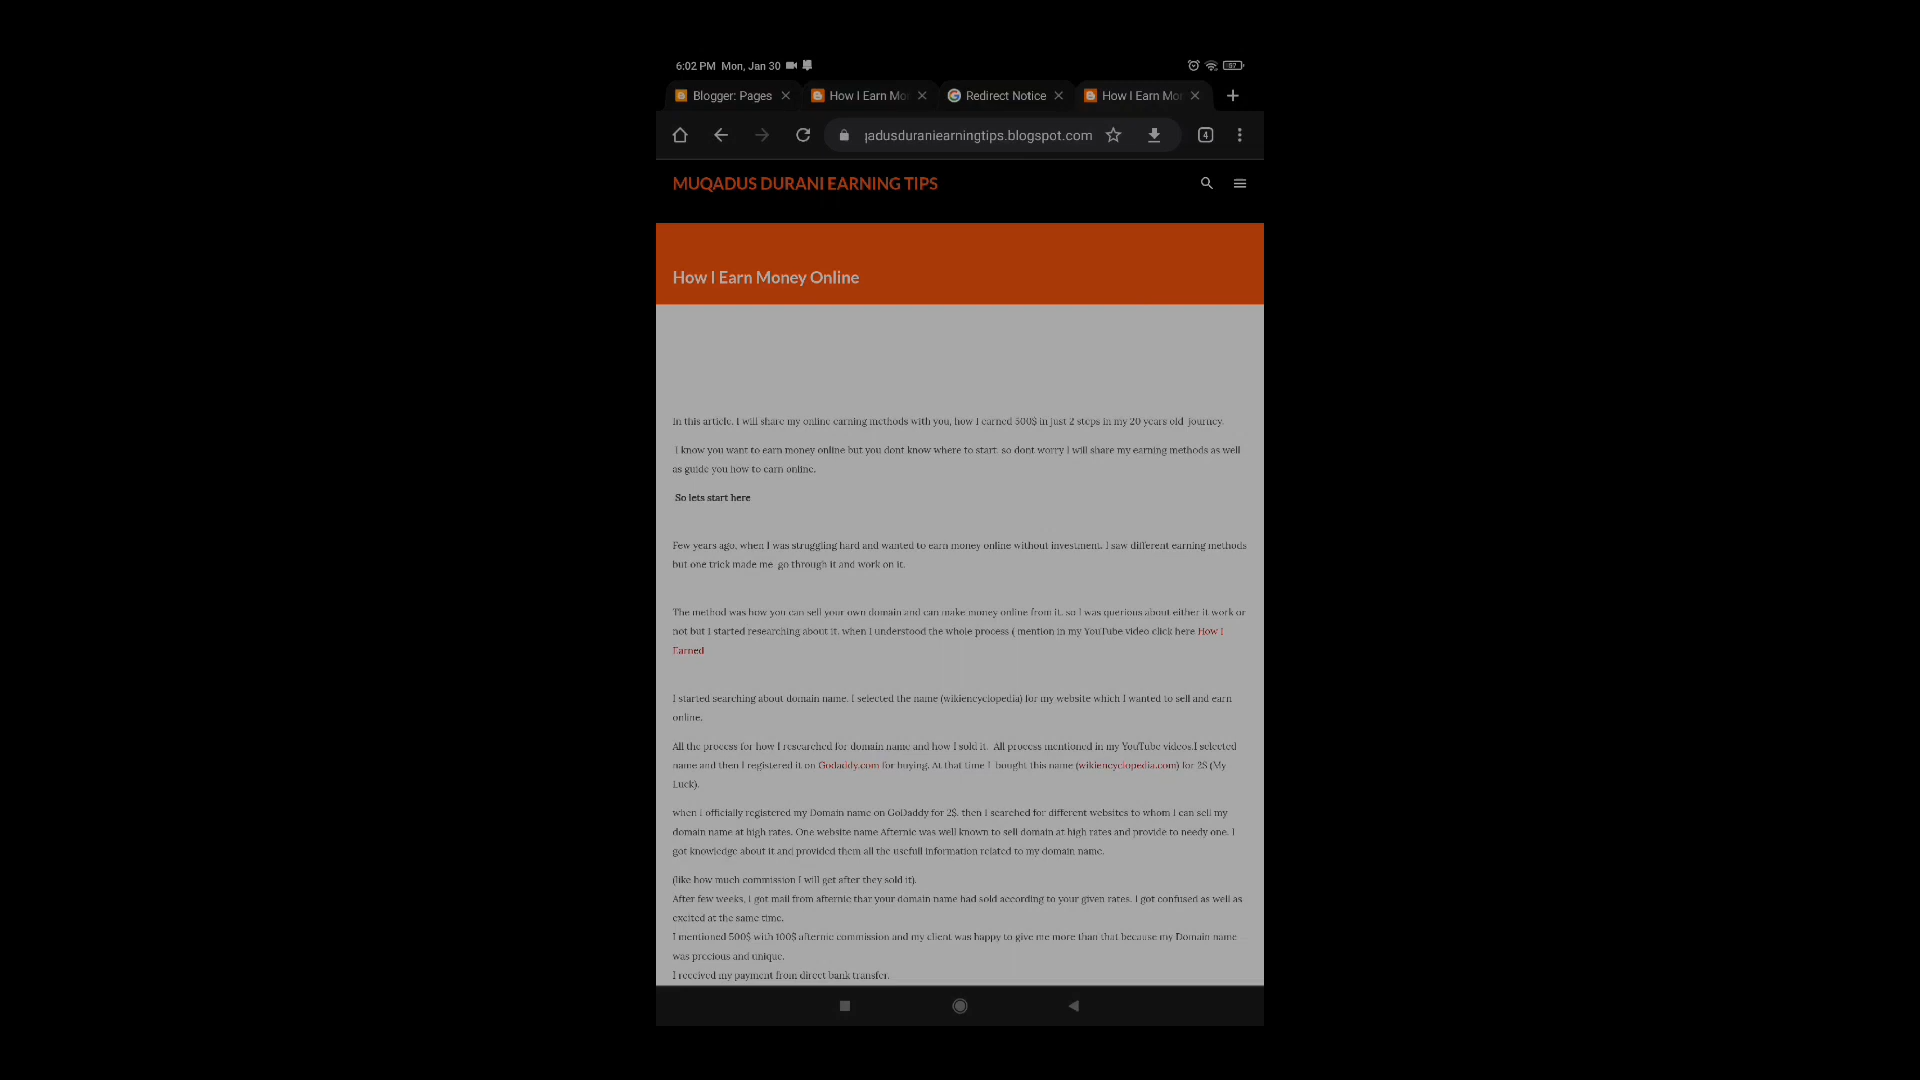 6:02 PM Mon, Jan 30
Blogger: Pages
How I Earn Mo
Redirect Notice
How I Earn Mo
adusduraniearningtips.blogspot.com
4
MUQADUS DURANI EARNING TIPS
How I Earn Money Online
In this article, I will share my online earning methods with you, how I earned 500$ in just 2 steps in my 20 years old journey.
I know you want to earn money online but you dont know where to start. so dont worry I will share my earning methods as well
as guide you how to earn online.
So lets start here
Few years ago, when I was struggling hard and wanted to earn money online without investment. I saw different earning methods
but one trick made me go through it and work on it.
The method was how you can sell your own domain and can make money online from it. so I was querious about either it work or
not but I started researching about it. when I understood the whole process ( mention in my YouTube video click here How I
Earned
I started searching about domain name. I selected the name (wikiencyclopedia) for my website which I wanted to sell and earn
online.
All the process for how I researched for domain name and how I sold it. All process mentioned in my YouTube videos.I selected
name and then I registered it on Godaddy.com for buying. At that time I bought this name (wikiencyclopedia.com) for 2$ (My
Luck).
when I officially registered my Domain name on GoDaddy for 2$. then I searched for different websites to whom I can sell my
domain name at high rates. One website name Afternic was well known to sell domain at high rates and provide to needy one. I
got knowledge about it and provided them all the usefull information related to my domain name.
(like how much commission I will get after they sold it).
After few weeks, I got mail from afternic thar your domain name had sold according to your given rates. I got confused as well as
excited at the same time.
I mentioned 500$ with 100$ afternic commission and my client was happy to give me more than that because my Domain name
was precious and unique.
I received my payment from direct bank transfer.